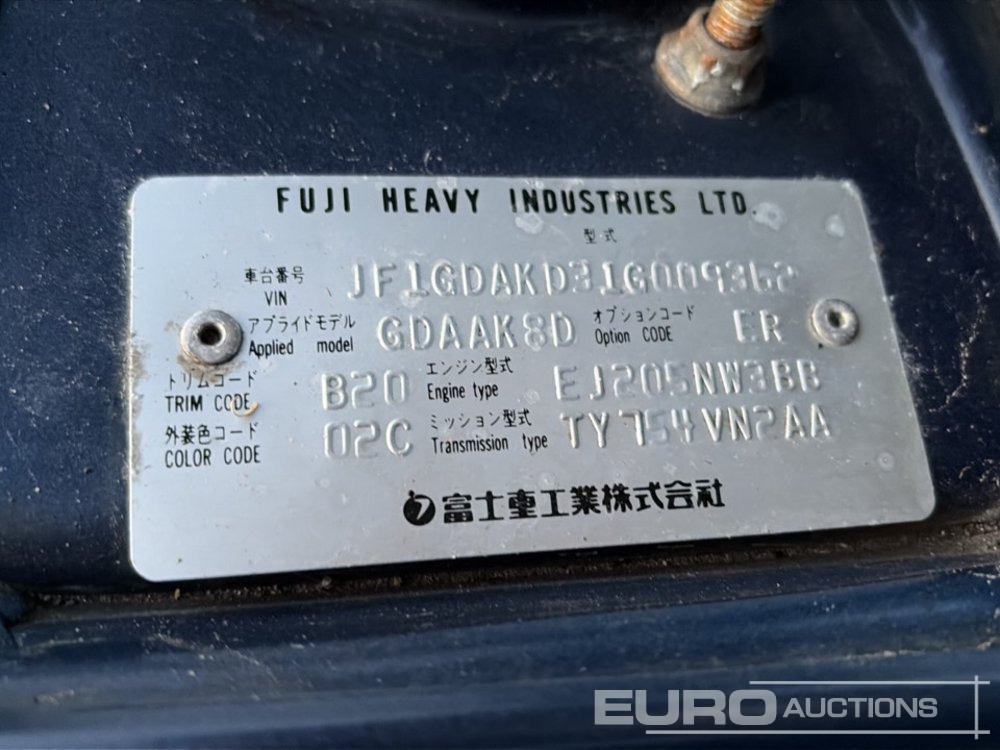 FUJI HEAVY INDUSTRIES LTD.
型式
車台番号 JF1GDAKD31G009362
VIN
アプライドモデル GDAAK8D オプションコード ER
Applied model Option CODE
トリムコード B20 エンジン型式 EJ205NW3BB
TRIM CODE Engine type
外装色コード 02C ミッション型式 TY754VN2AA
COLOR CODE Transmission type
富士重工業株式会社
EURO AUCTIONS